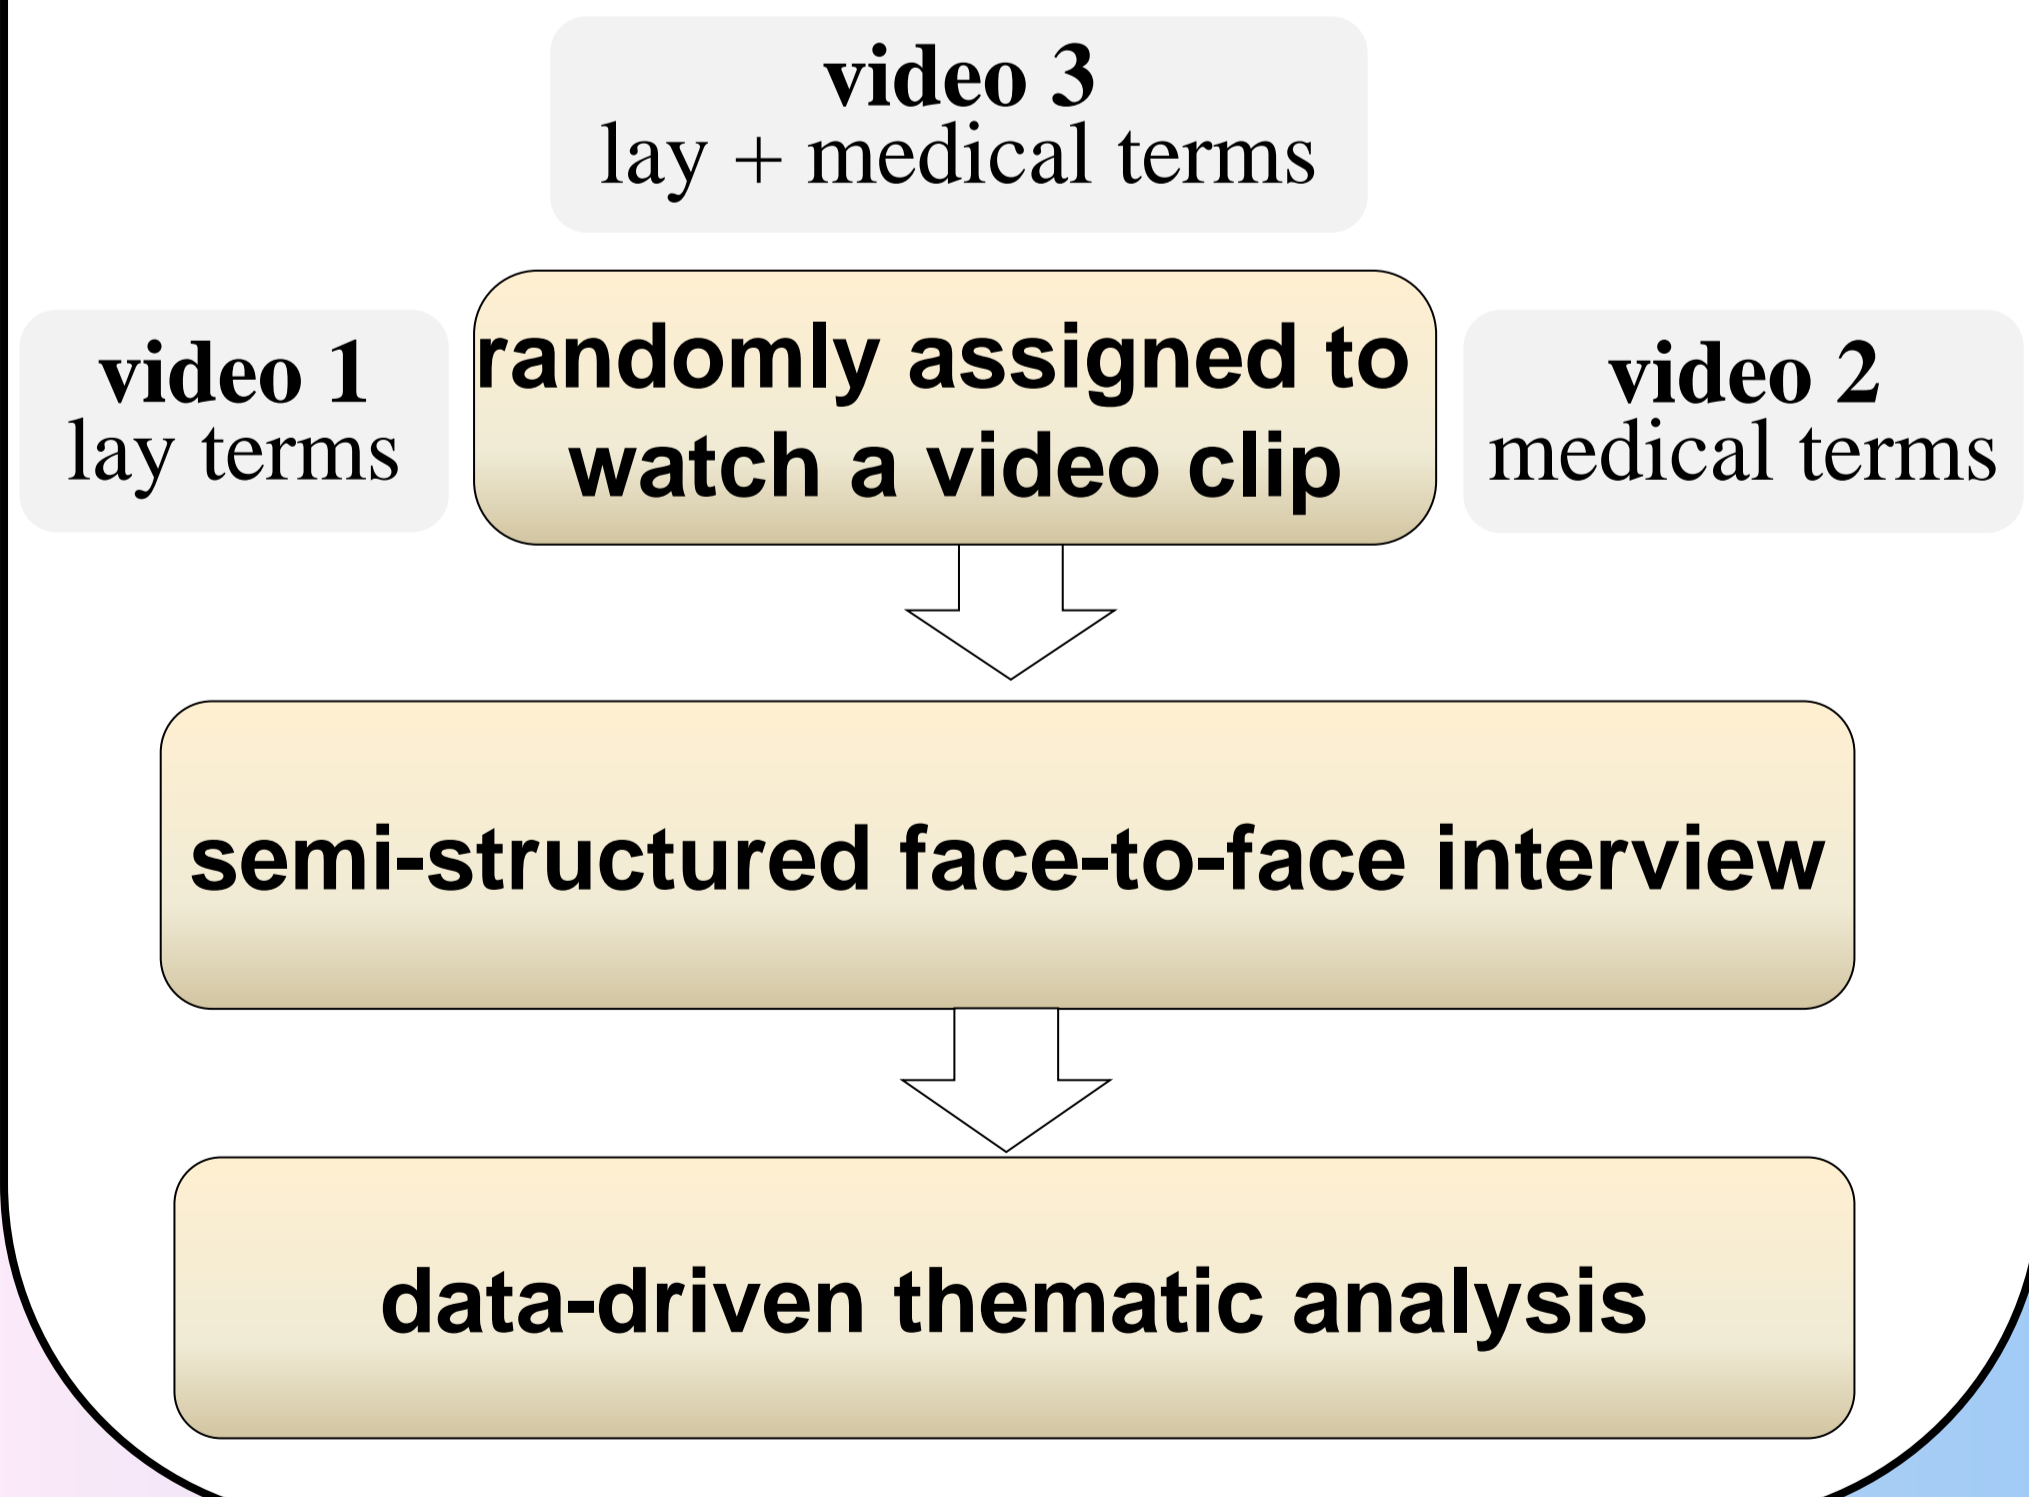 video 3
lay + medical terms
video 1
lay terms
randomly assigned to
watch a video clip
video 2
medical terms
semi-structured face-to-face interview
data-driven thematic analysis